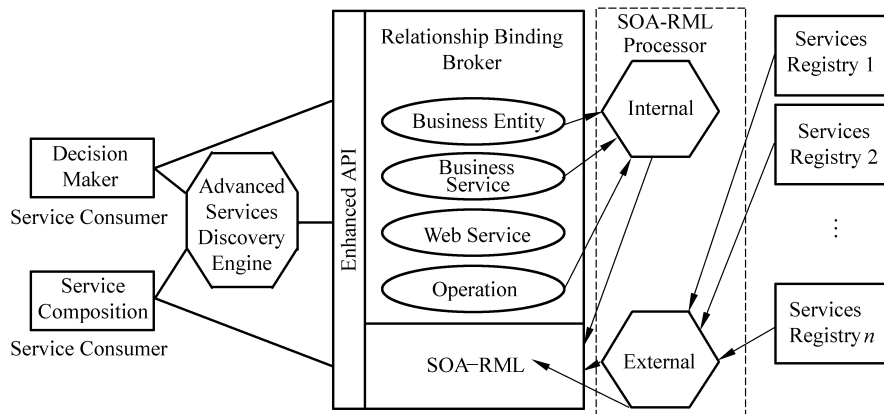 Decision
Maker
Service Consumer
Service
Composition
Service Consumer
Advanced
Services
Discovery
Engine
Enhanced API
Relationship Binding
Broker
Business Entity
Business
Service
Web Service
Operation
SOA-RML
SOA-RML
Processor
Internal
External
Services
Registry 1
Services
Registry 2
⋮
Services
Registry n